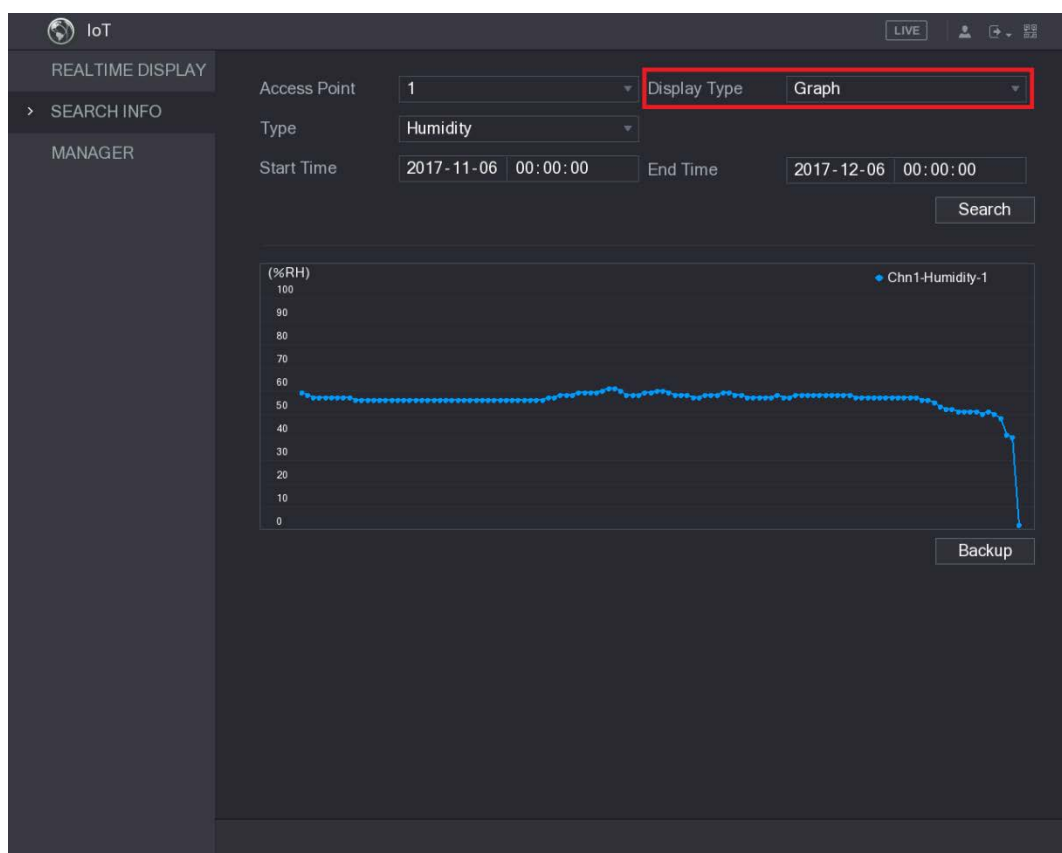 IoT
LIVE
REALTIME DISPLAY
SEARCH INFO
MANAGER
Access Point 1 Display Type Graph
Type Humidity
Start Time 2017-11-06 00:00:00 End Time 2017-12-06 00:00:00
Search
(%RH)
Chn1-Humidity-1
100
90
80
70
60
50
40
30
20
10
0
Backup